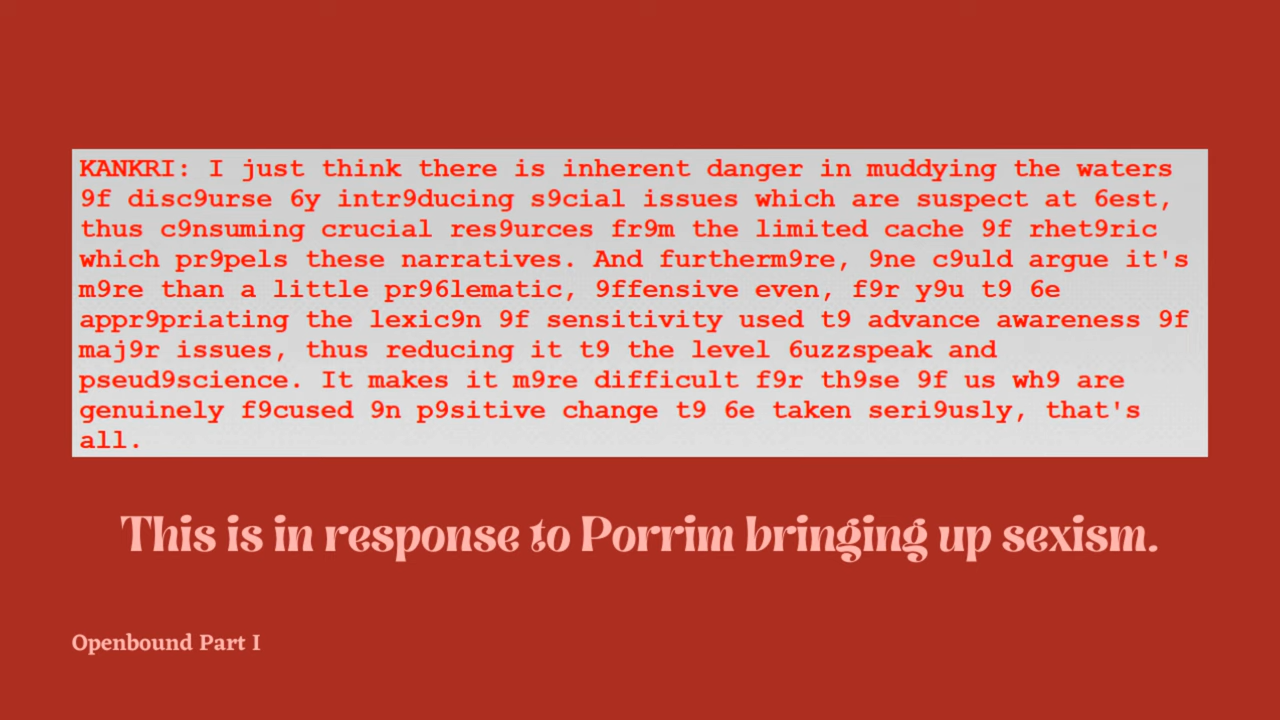 KANKRI: I just think there is inherent danger in muddying the waters
9f disc9urse 6y intr9ducing s9cial issues which are suspect at 6est,
thus c9nsuming crucial res9urces fr9m the limited cache 9f rhet9ric
which pr9pels these narratives. And furtherm9re, 9ne c9uld argue it's
m9re than a little pr96lematic, 9ffensive even, f9r y9u t9 6e
appr9priating the lexic9n 9f sensitivity used t9 advance awareness 9f
maj9r issues, thus reducing it t9 the level 6uzzspeak and
pseud9science. It makes it m9re difficult f9r th9se 9f us wh9 are
genuinely f9cused 9n p9sitive change t9 6e taken seri9usly, that's
all.
This is in response to Porrim bringing up sexism.
Openbound Part I